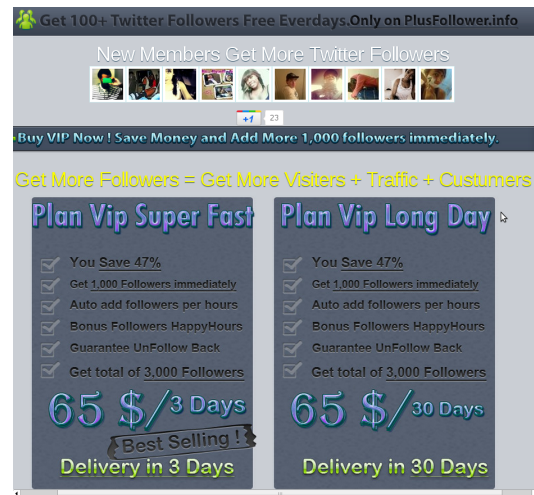 Get 100+ Twitter Followers Free Everdays.Only on PlusFollower.info
New Members Get More Twitter Followers
+1 23
Buy VIP Now ! Save Money and Add More 1,000 followers immediately.
Get More Followers = Get More Visiters + Traffic + Custumers
Plan Vip Super Fast
You Save 47%
Get 1,000 Followers immediately
Auto add followers per hours
Bonus Followers HappyHours
Guarantee UnFollow Back
Get total of 3,000 Followers
65 $/3 Days
Best Selling !
Delivery in 3 Days
Plan Vip Long Day
You Save 47%
Get 1,000 Followers immediately
Auto add followers per hours
Bonus Followers HappyHours
Guarantee UnFollow Back
Get total of 3,000 Followers
65 $/30 Days
Delivery in 30 Days